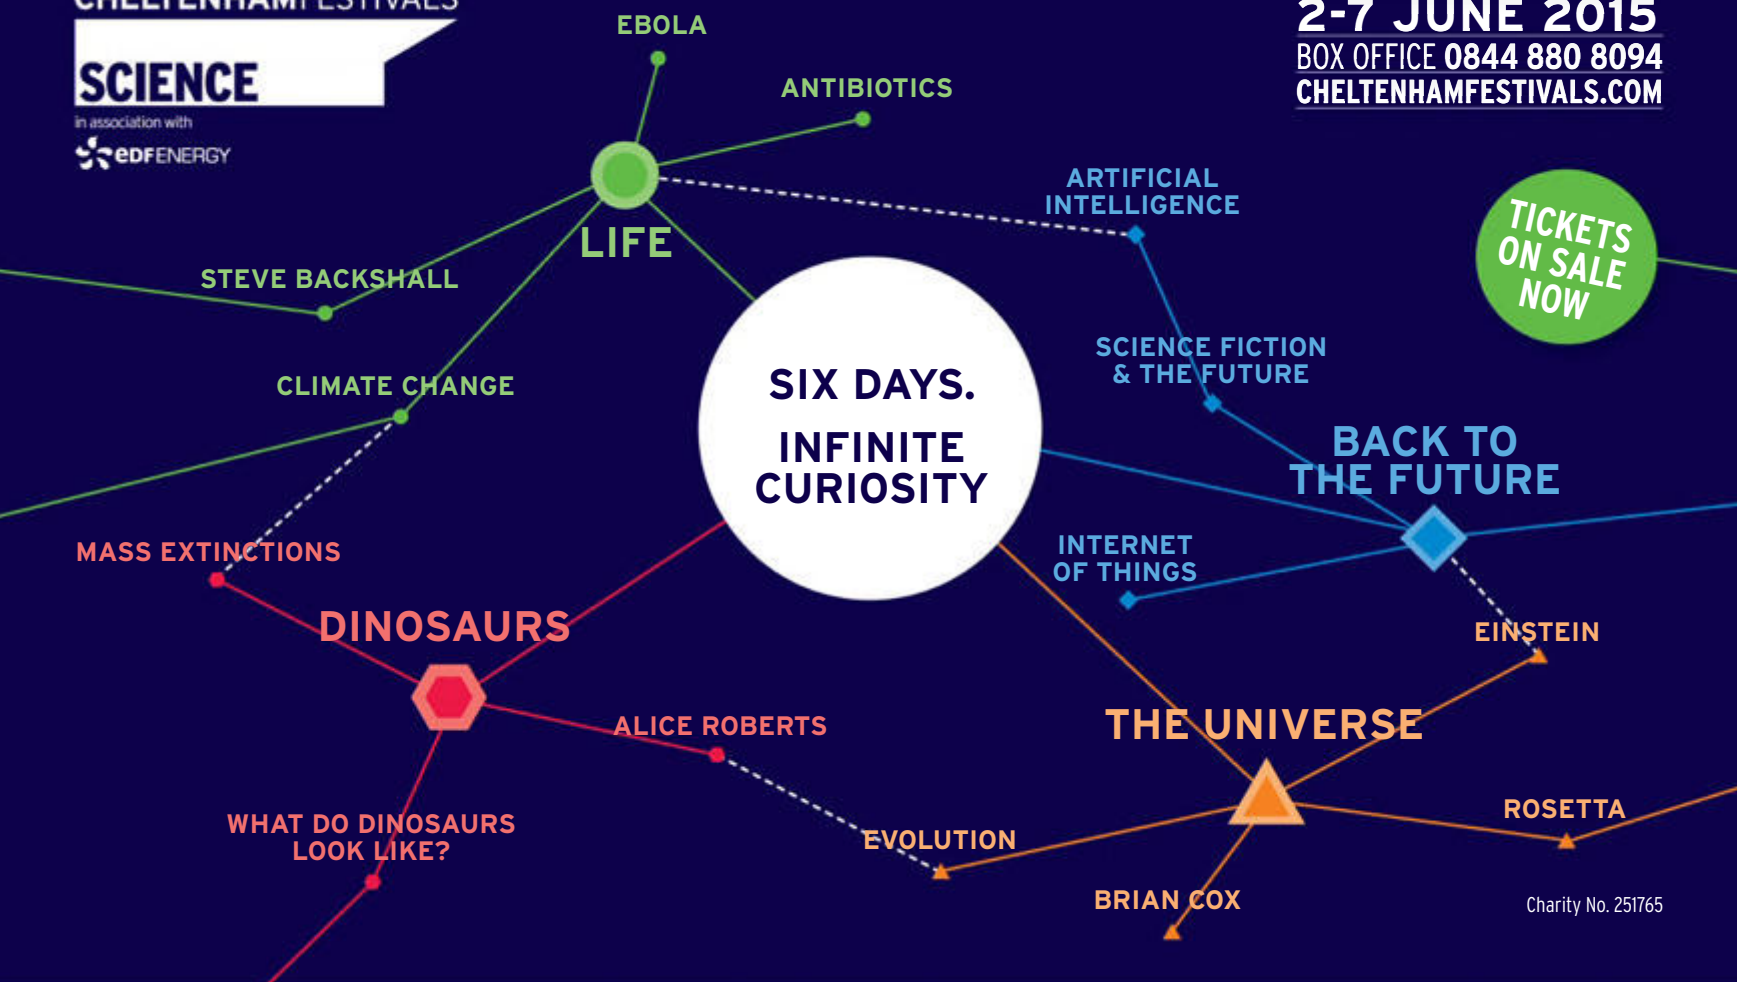 CHELTENHAMFESTIVALS
SCIENCE
in association with
eDFENERGY
2-7 JUNE 2015
BOX OFFICE 0844 880 8094
CHELTENHAMFESTIVALS.COM
EBOLA
ANTIBIOTICS
LIFE
STEVE BACKSHALL
CLIMATE CHANGE
ARTIFICIAL
INTELLIGENCE
TICKETS
ON SALE
NOW
SCIENCE FICTION
& THE FUTURE
SIX DAYS.
INFINITE
CURIOSITY
BACK TO
THE FUTURE
INTERNET
OF THINGS
MASS EXTINCTIONS
DINOSAURS
ALICE ROBERTS
WHAT DO DINOSAURS
LOOK LIKE?
EINSTEIN
THE UNIVERSE
EVOLUTION
ROSETTA
BRIAN COX
Charity No. 251765